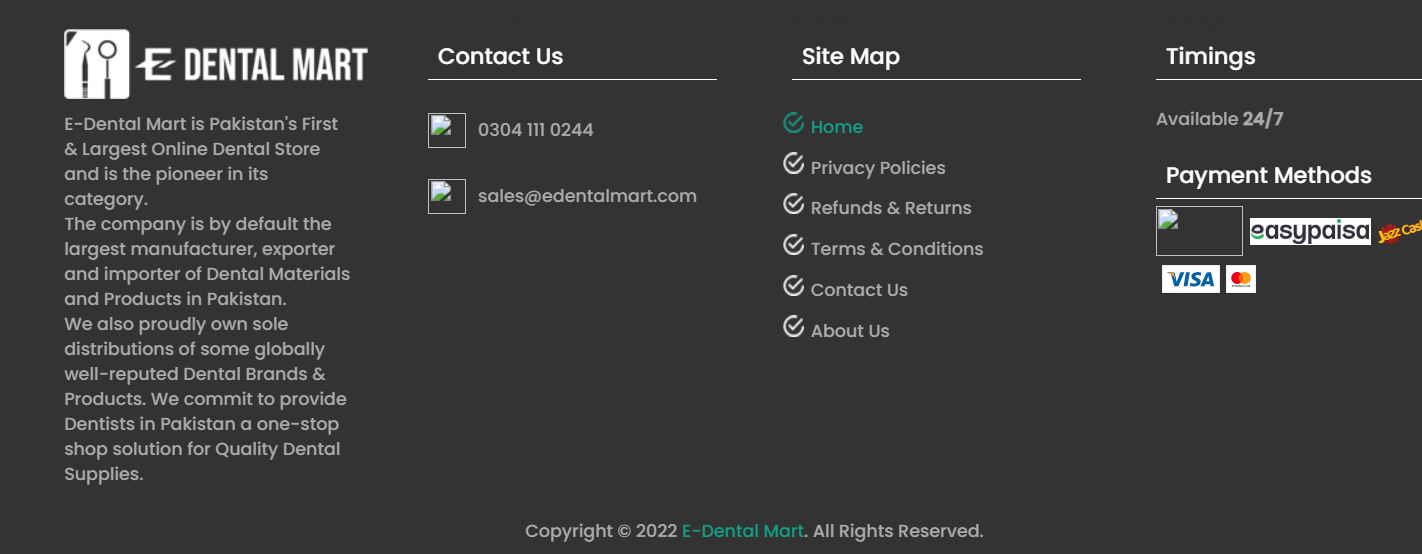 E DENTAL MART
E-Dental Mart is Pakistan's First
& Largest Online Dental Store
and is the pioneer in its
category.
The company is by default the
largest manufacturer, exporter
and importer of Dental Materials
and Products in Pakistan.
We also proudly own sole
distributions of some globally
well-reputed Dental Brands &
Products. We commit to provide
Dentists in Pakistan a one-stop
shop solution for Quality Dental
Supplies.
Contact Us
0304 111 0244
sales@edentalmart.com
Site Map
Home
Privacy Policies
Refunds & Returns
Terms & Conditions
Contact Us
About Us
Timings
Available 24/7
Payment Methods
easypaisa
Jazz Cash
VISA
Copyright © 2022 E-Dental Mart. All Rights Reserved.